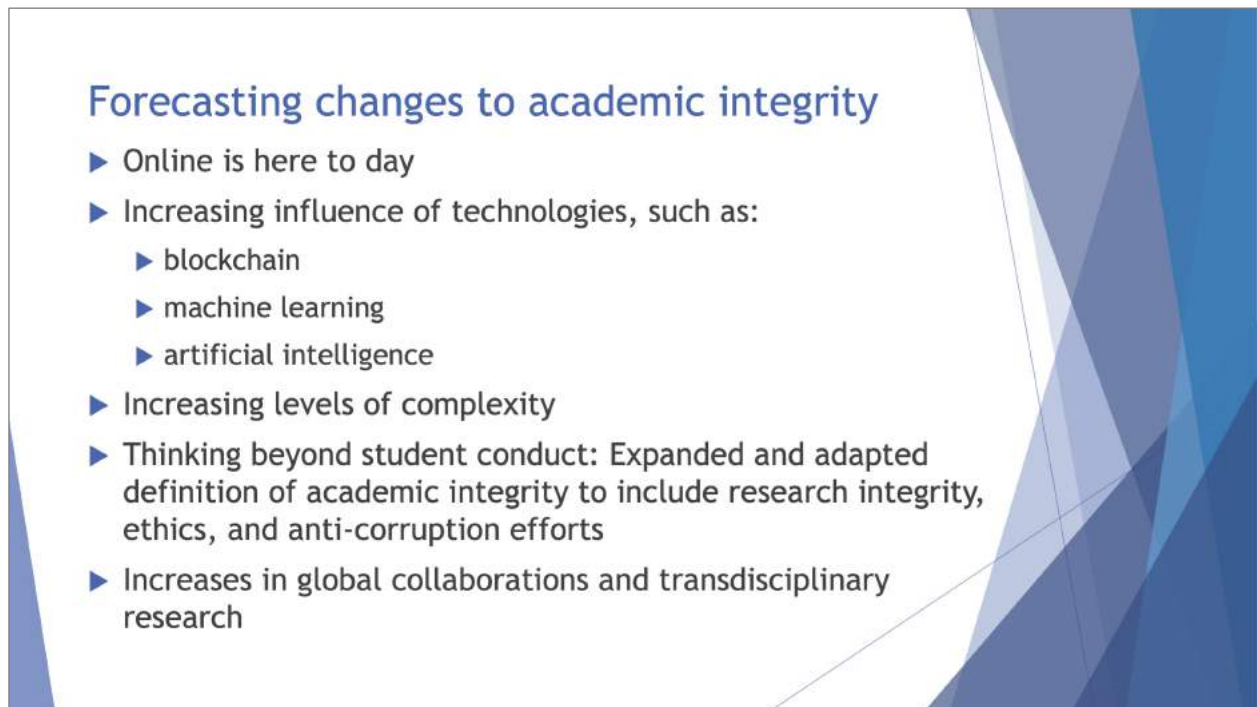 Forecasting changes to academic integrity
Online is here to day
Increasing influence of technologies, such as:
blockchain
machine learning
artificial intelligence
Increasing levels of complexity
Thinking beyond student conduct: Expanded and adapted
definition of academic integrity to include research integrity,
ethics, and anti-corruption efforts
Increases in global collaborations and transdisciplinary
research